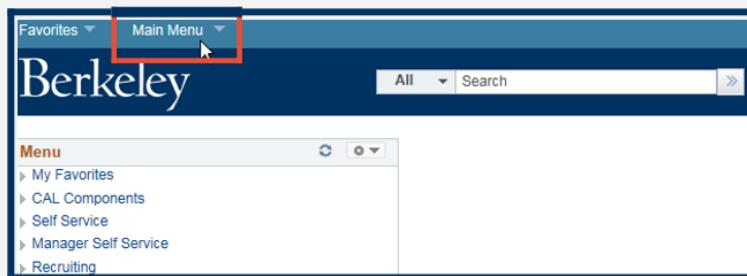 Favorites Main Menu
Berkeley
All Search
Menu
My Favorites
CAL Components
Self Service
Manager Self Service
Recruiting